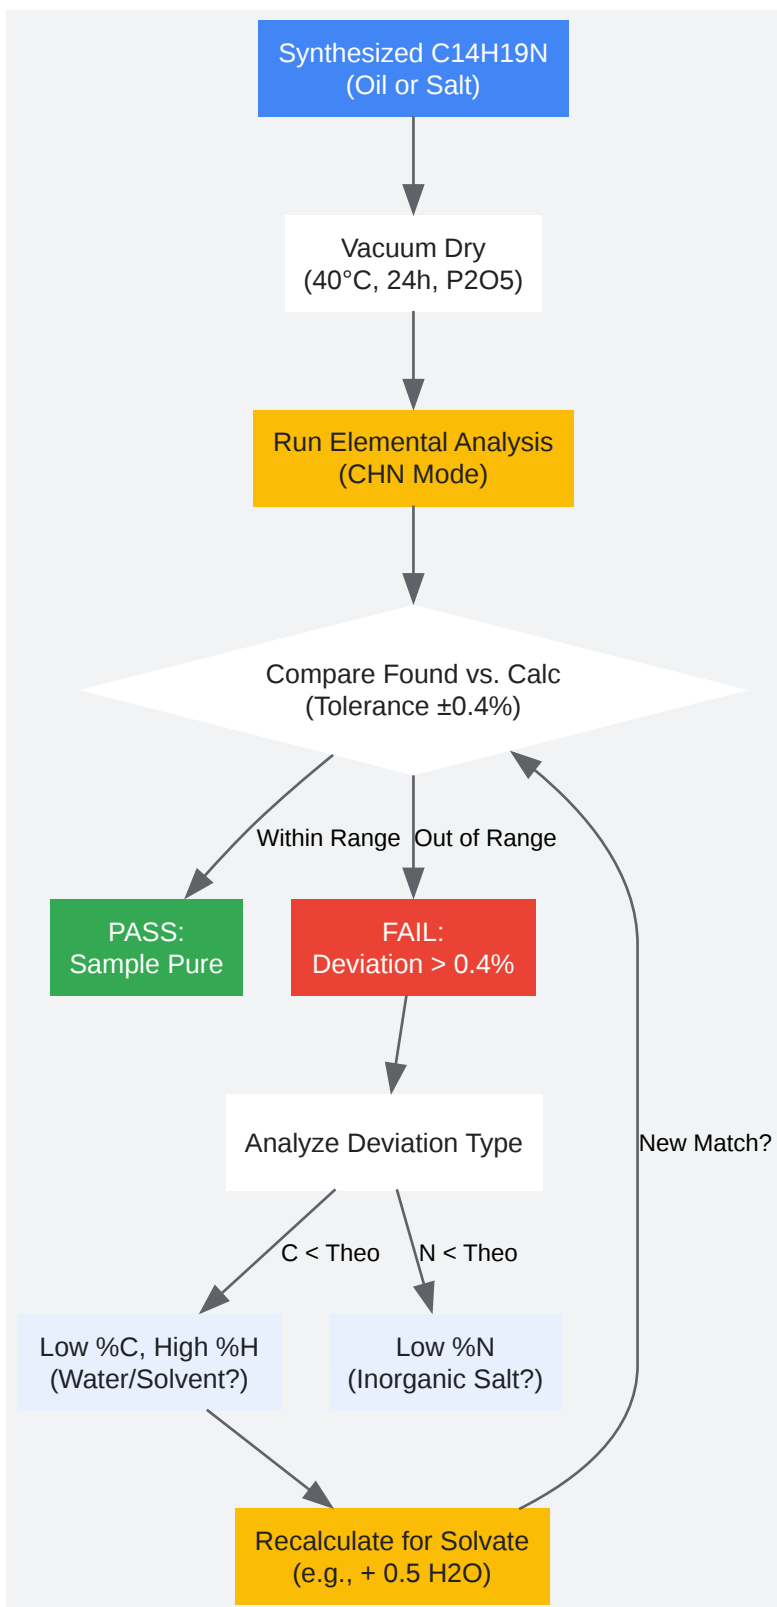 Synthesized C14H19N
(Oil or Salt)
Vacuum Dry
(40°C, 24h, P2O5)
Run Elemental Analysis
(CHN Mode)
Compare Found vs. Calc
(Tolerance ±0.4%)
Within Range
Out of Range
PASS:
Sample Pure
FAIL:
Deviation > 0.4%
Analyze Deviation Type
New Match?
C < Theo
N < Theo
Low %C, High %H
(Water/Solvent?)
Low %N
(Inorganic Salt?)
Recalculate for Solvate
(e.g., + 0.5 H2O)